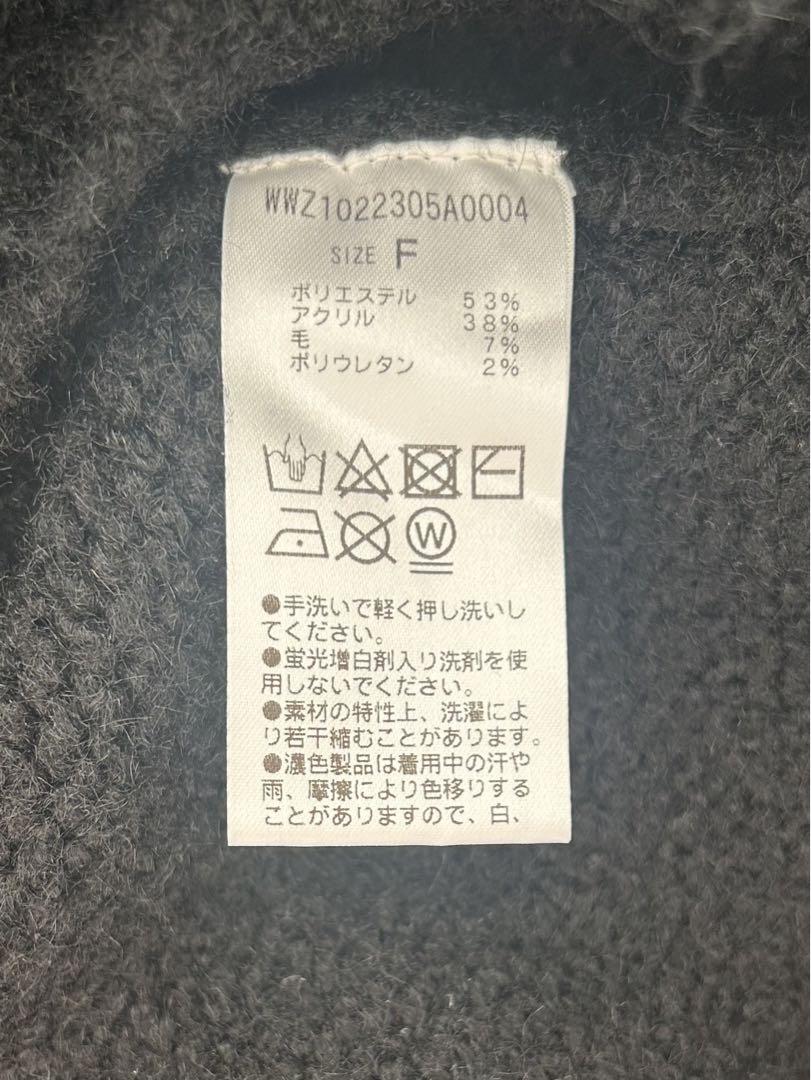 WWZ1022305A0004
SIZE F
ポリエステル 53%
アクリル 38%
毛 7%
ポリウレタン 2%
W
●手洗いで軽く押し洗いし
てください。
●蛍光増白剤入り洗剤を使
用しないでください。
●素材の特性上、洗濯によ
り若干縮むことがあります。
●濃色製品は着用中の汗や
雨、摩擦により色移りする
ことがありますので、白、